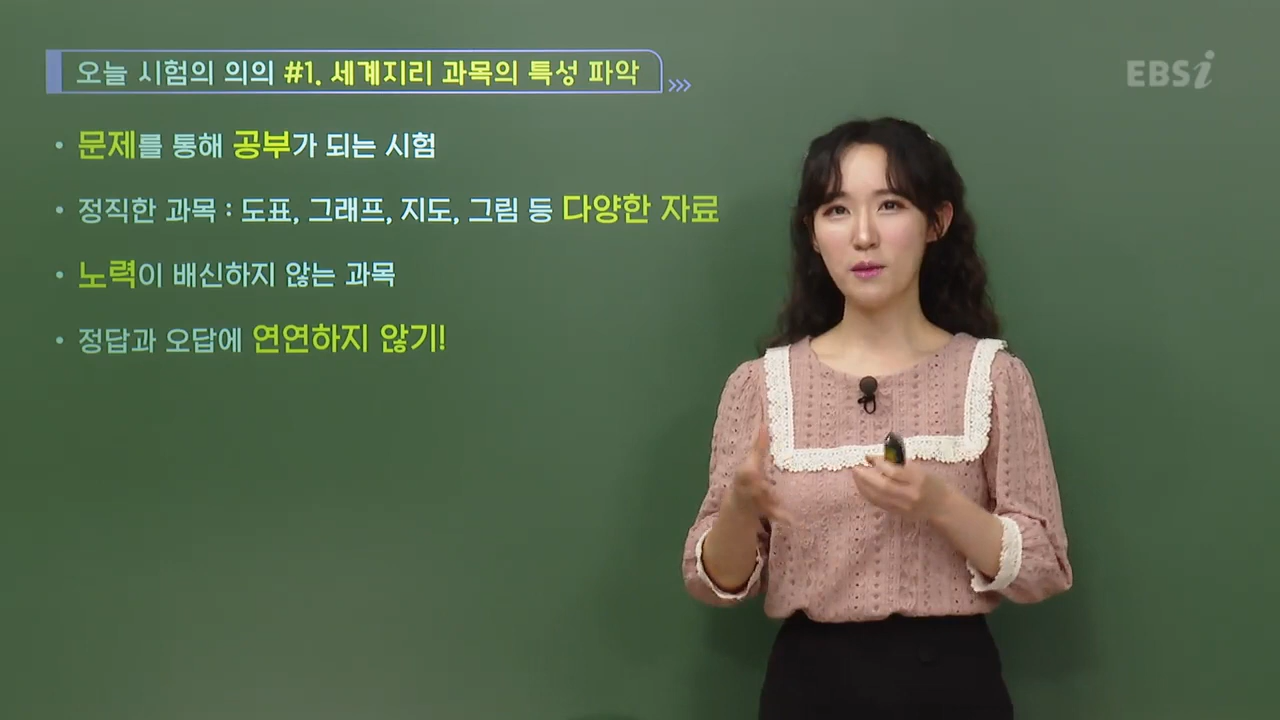 오늘 시험의 의의 #1. 세계지리 과목의 특성 파악
EBSi
• 문제를 통해 공부가 되는 시험
• 정직한 과목 : 도표, 그래프, 지도, 그림 등 다양한 자료
• 노력이 배신하지 않는 과목
• 정답과 오답에 연연하지 않기!